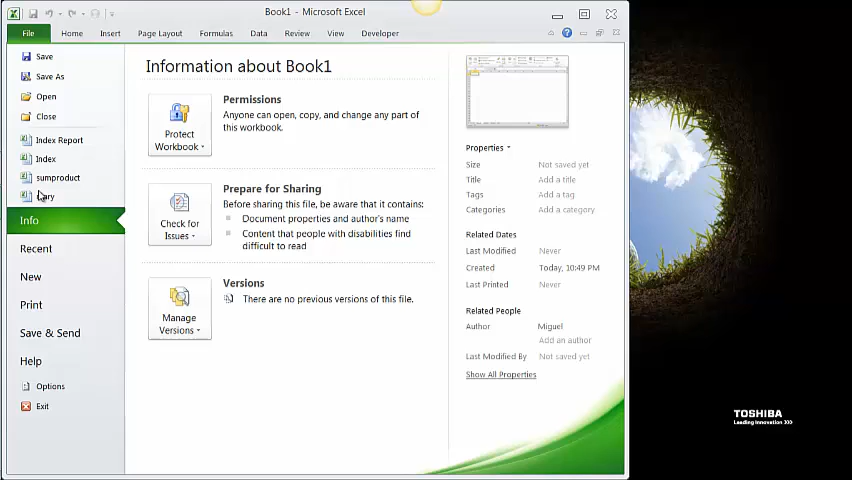 Book1 - Microsoft Excel
File Home Insert Page Layout Formulas Data Review View Developer
Save
Save As
Open
Close
Index Report
Index
sumproduct
Info
Recent
New
Print
Save & Send
Help
Options
Exit
Information about Book1
Protect
Workbook
Permissions
Anyone can open, copy, and change any part
of this workbook.
Check for
Issues
Prepare for Sharing
Before sharing this file, be aware that it contains:
Document properties and author's name
Content that people with disabilities find
difficult to read
Manage
Versions
Versions
There are no previous versions of this file.
Properties
Size Not saved yet
Title Add a title
Tags Add a tag
Categories Add a category
Related Dates
Last Modified Never
Created Today, 10:49 PM
Last Printed Never
Related People
Author Miguel
Add an author
Last Modified By Not saved yet
Show All Properties
TOSHIBA
Leading Innovation >>>